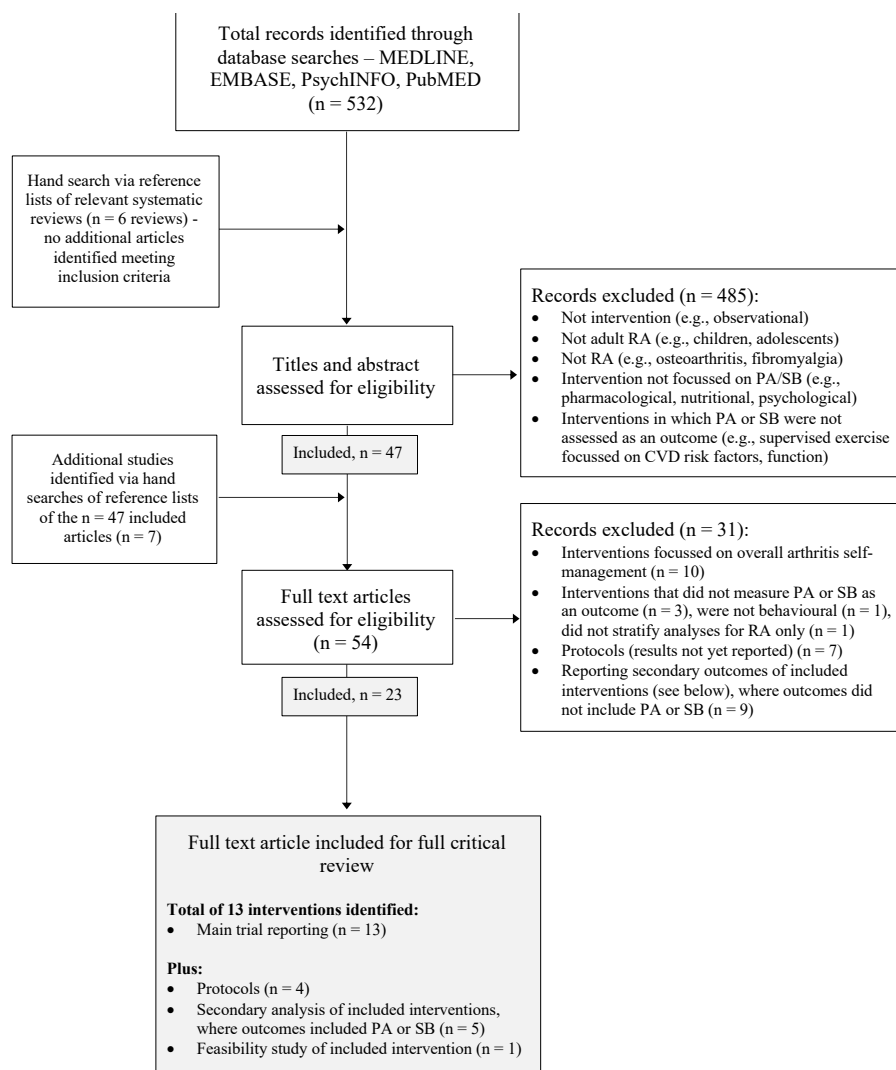 Total records identified through
database searches – MEDLINE,
EMBASE, PsychINFO, PubMED
(n = 532)
Hand search via reference
lists of relevant systematic
reviews (n = 6 reviews) -
no additional articles
identified meeting
inclusion criteria
Records excluded (n = 485):
• Not intervention (e.g., observational)
• Not adult RA (e.g., children, adolescents)
• Not RA (e.g., osteoarthritis, fibromyalgia)
• Intervention not focussed on PA/SB (e.g.,
pharmacological, nutritional, psychological)
• Interventions in which PA or SB were not
assessed as an outcome (e.g., supervised exercise
focussed on CVD risk factors, function)
Titles and abstract
assessed for eligibility
Included, n = 47
Additional studies
identified via hand
searches of reference lists
of the n = 47 included
articles (n = 7)
Records excluded (n = 31):
• Interventions focussed on overall arthritis self-
management (n = 10)
• Interventions that did not measure PA or SB as
an outcome (n = 3), were not behavioural (n = 1),
did not stratify analyses for RA only (n = 1)
• Protocols (results not yet reported) (n = 7)
• Reporting secondary outcomes of included
interventions (see below), where outcomes did
not include PA or SB (n = 9)
Full text articles
assessed for eligibility
(n = 54)
Included, n = 23
Full text article included for full critical
review
Total of 13 interventions identified:
• Main trial reporting (n = 13)
Plus:
• Protocols (n = 4)
• Secondary analysis of included interventions,
where outcomes included PA or SB (n = 5)
• Feasibility study of included intervention (n = 1)